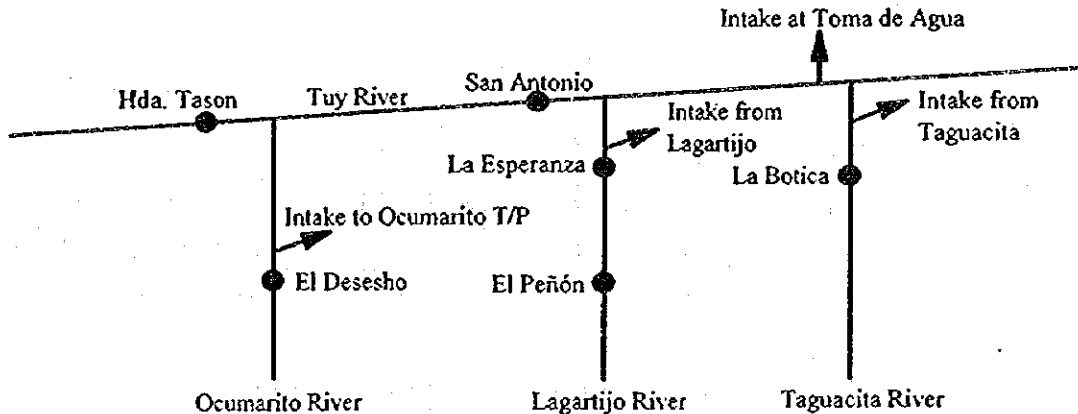 Intake at Toma de Agua
San Antonio
Hda. Tason
Tuy River
Intake from
Lagartijo
Intake from
Taguacita
La Esperanza
La Botica
Intake to Ocumarito T/P
El Desesho
El Peñón
Ocumarito River
Lagartijo River
Taguacita River